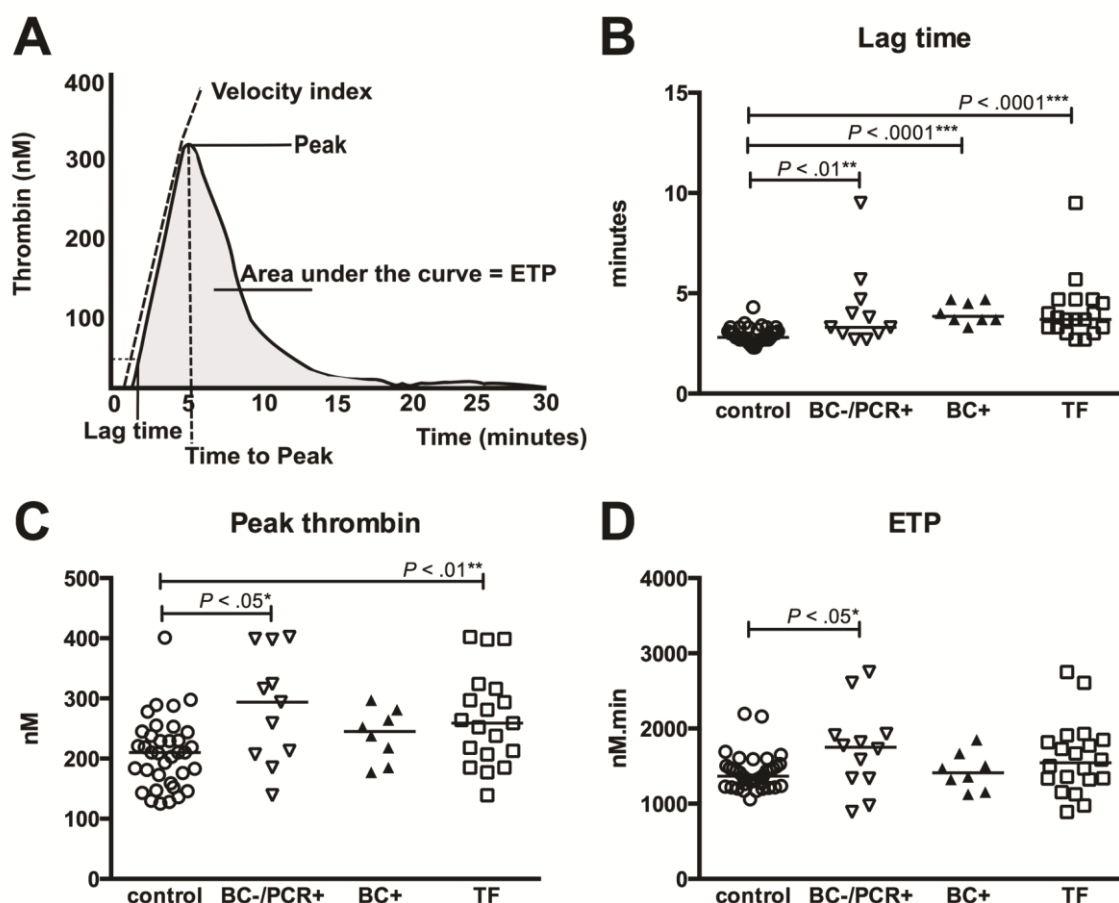 A
400
300
200
100
Thrombin (nM)
Velocity index
Peak
Area under the curve = ETP
0 5 10 15 20 25 30
Lag time
Time (minutes)
Time to Peak
B
Lag time
15
10
5
0
minutes
P < .0001***
P < .0001***
P < .01**
control BC-/PCR+ BC+ TF
C
Peak thrombin
500
400
300
200
100
0
nM
P < .01**
P < .05*
control BC-/PCR+ BC+ TF
D
ETP
4000
3000
2000
1000
0
nM.min
P < .05*
control BC-/PCR+ BC+ TF